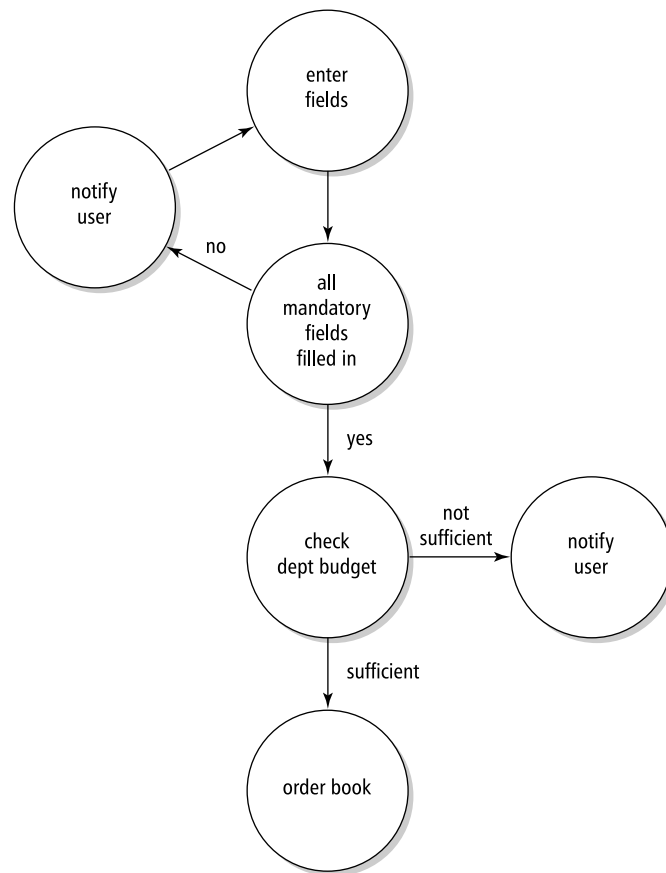 enter
fields
notify
user
no
all
mandatory
fields
filled in
yes
check
dept budget
not
sufficient
notify
user
sufficient
order book